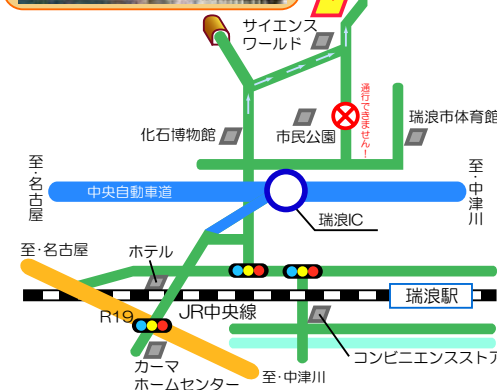 サイエンス
ワールド
通行できません！
瑞浪市体育館
化石博物館
市民公園
至・名古屋
中央自動車道
至・中津川
瑞浪IC
至・名古屋
ホテル
瑞浪駅
JR中央線
R19
コンビニエンスストア
カーマ
ホームセンター
至・中津川